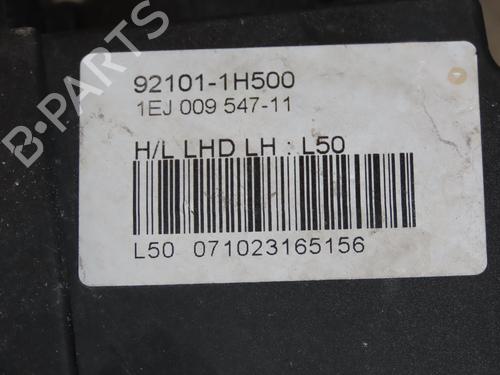 92101-1H500
1EJ 009 547-11
H/L LHD LH : L50
L50 071023165156
B-PARTS